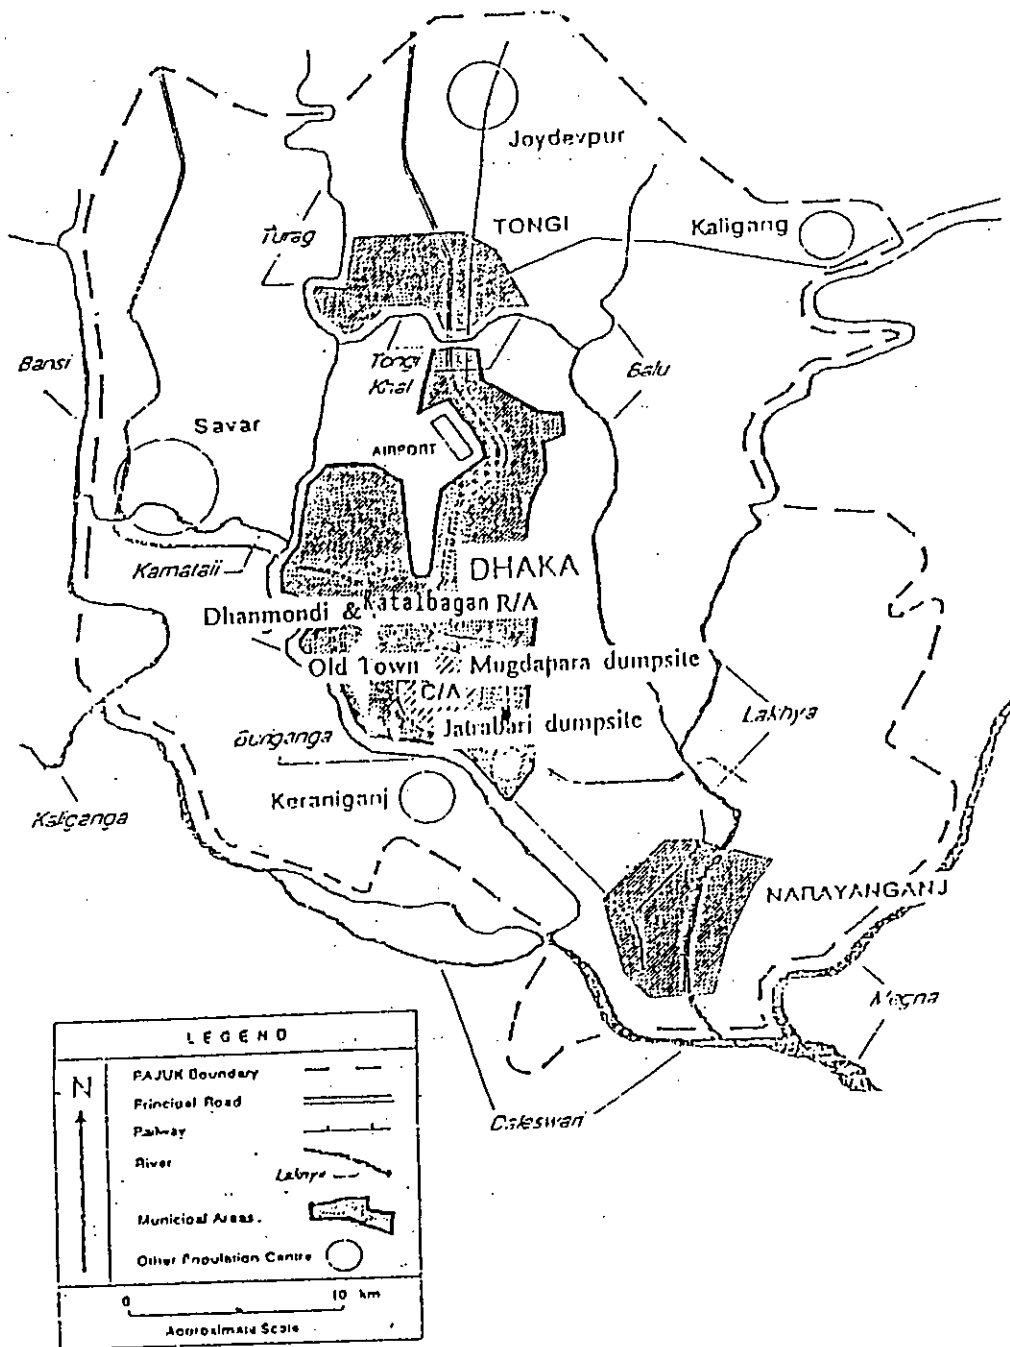 Joydevpur
TONGI
Kaligang
Turag
Tongi
Khal
Balu
Bansi
Savar
AIRPORT
Kamatali
DHAKA
Dhanmondi & Katalbagan R/A
Old Town
Mugdapara dumpsite
C/A
Jatrabari dumpsite
Lakhya
Buriganga
Keraniganj
Kaliganga
NARAYANGANJ
Megna
Daleswari
LEGEND
N
RAJUK Boundary
Principal Road
Railway
River
Lakhya
Municipal Areas.
Other Population Centre
0 10 km
Approximate Scale